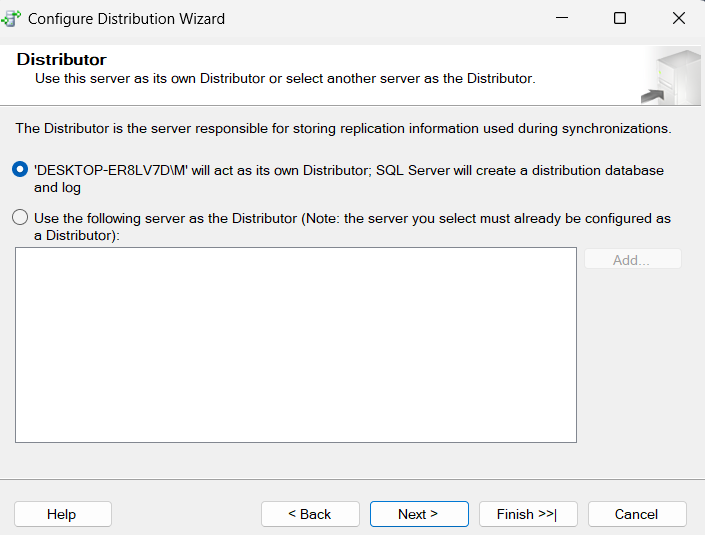 Configure Distribution Wizard
Distributor
Use this server as its own Distributor or select another server as the Distributor.
The Distributor is the server responsible for storing replication information used during synchronizations.
'DESKTOP-ER8LV7D\M' will act as its own Distributor; SQL Server will create a distribution database
and log
Use the following server as the Distributor (Note: the server you select must already be configured as
a Distributor):
Add...
Help
< Back
Next >
Finish >>|
Cancel